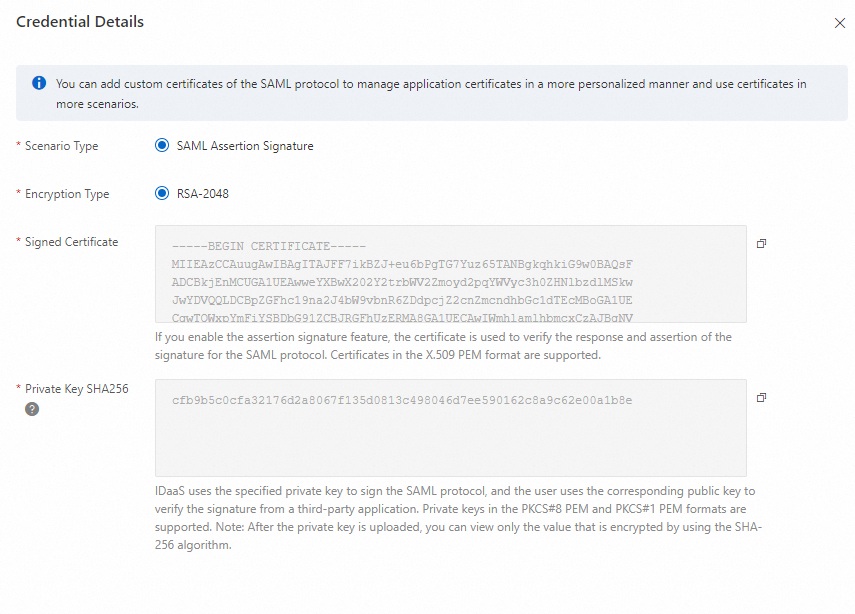 Credential Details
You can add custom certificates of the SAML protocol to manage application certificates in a more personalized manner and use certificates in
more scenarios.
* Scenario Type
SAML Assertion Signature
* Encryption Type
RSA-2048
* Signed Certificate
-----BEGIN CERTIFICATE-----
MIIEAzCCAuugAwIBAgITAJFF7ikBZJ+eu6bPgTG7Yuz65TANBgkqhkiG9w0BAQsF
ADCBkjEnMCUGA1UEAwweYXBwX202Y2trbWV2Zmoyd2pqYWVyc3h0ZHNlbzdlMSkw
JwYDVQQLDCBpZGFhc19na2J4bW9vbnR6ZDdpcjZ2cnZmcndhbGc1dTEcMBoGA1UE
CgwTQWxpYmFiYSBDbG91ZCBJRGFhUzERMA8GA1UECAwIWmhlamlhbmcxCzAJBgNV
If you enable the assertion signature feature, the certificate is used to verify the response and assertion of the
signature for the SAML protocol. Certificates in the X.509 PEM format are supported.
* Private Key SHA256
?
cfb9b5c0cfa32176d2a8067f135d0813c498046d7ee590162c8a9c62e00a1b8e
IDaaS uses the specified private key to sign the SAML protocol, and the user uses the corresponding public key to
verify the signature from a third-party application. Private keys in the PKCS#8 PEM and PKCS#1 PEM formats are
supported. Note: After the private key is uploaded, you can view only the value that is encrypted by using the SHA-
256 algorithm.